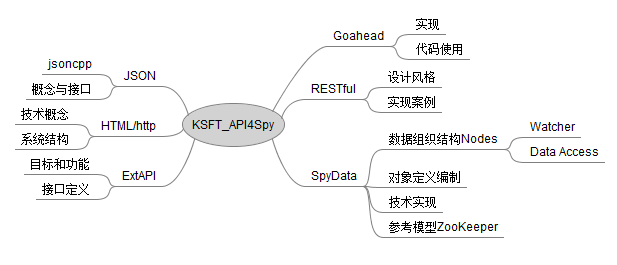 KSFT_API4Spy
Goahead
实现
代码使用
RESTful
设计风格
实现案例
SpyData
数据组织结构Nodes
Watcher
Data Access
对象定义编制
技术实现
参考模型ZooKeeper
JSON
jsoncpp
概念与接口
HTML/http
技术概念
系统结构
ExtAPI
目标和功能
接口定义